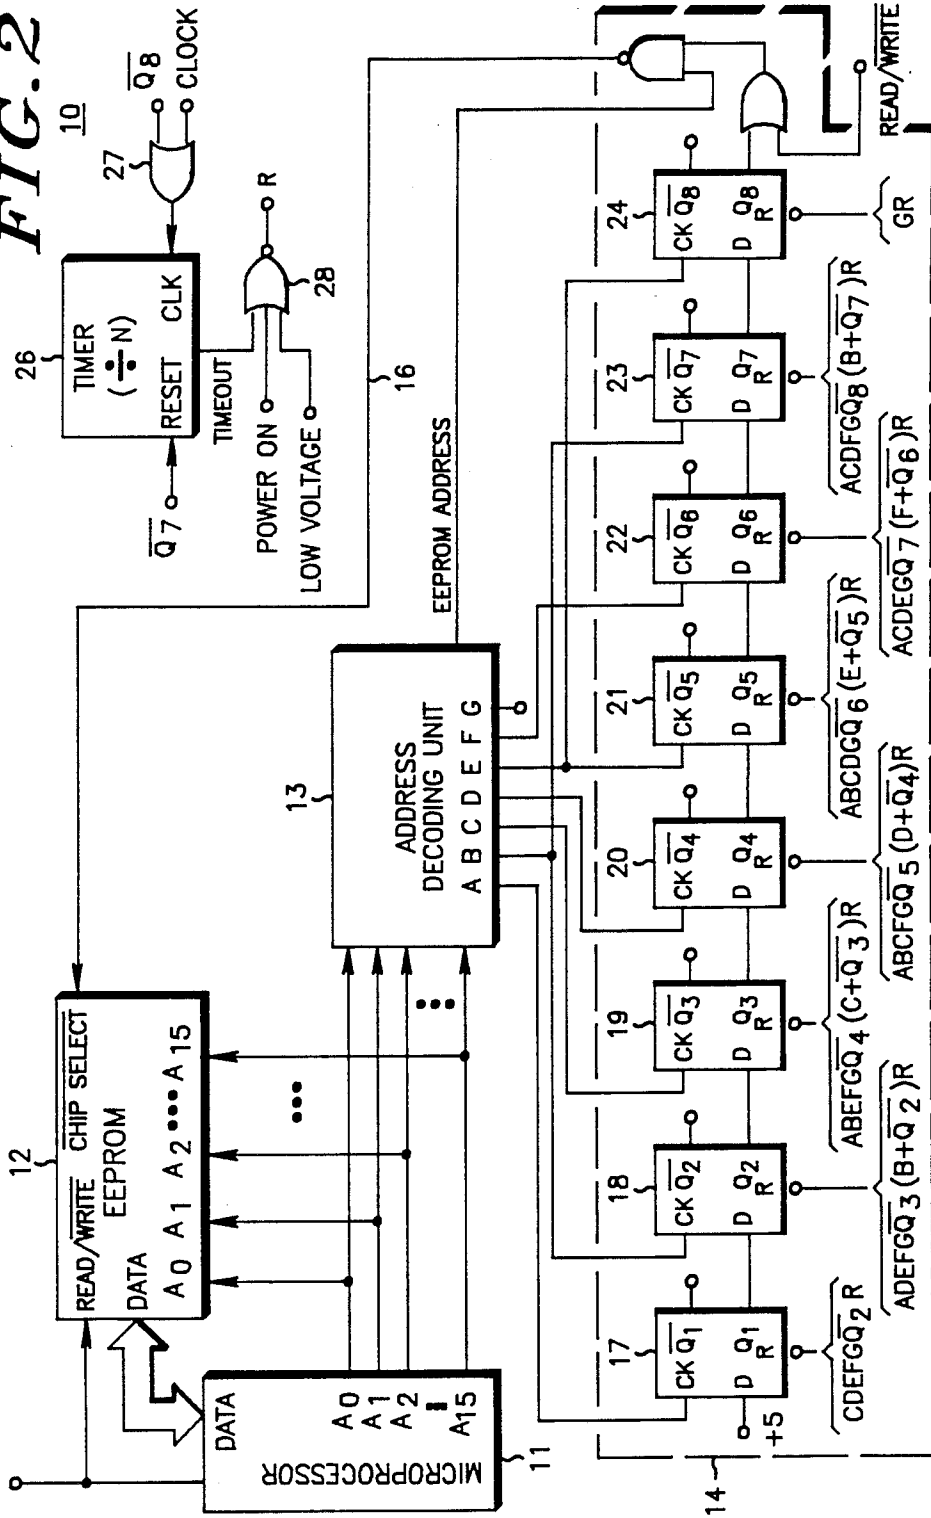 FIG. 2
10
Q̅8
CLOCK
27
26
TIMER
(÷N)
RESET CLK
Q̅7
TIMEOUT
POWER ON
LOW VOLTAGE
28
R
12
READ/W̅R̅I̅T̅E̅ C̅H̅I̅P̅ S̅E̅L̅E̅C̅T̅
EEPROM
DATA
A0 A1 A2 •••• A15
•••
16
DATA
MICROPROCESSOR
A0
A1
A2
A15
11
13
ADDRESS
DECODING UNIT
A B C D E F G
•••
EEPROM ADDRESS
14
+5
17
CK Q̅1
D Q1
R
18
CK Q̅2
D Q2
R
19
CK Q̅3
D Q3
R
20
CK Q̅4
D Q4
R
21
CK Q̅5
D Q5
R
22
CK Q̅6
D Q6
R
23
CK Q̅7
D Q7
R
24
CK Q̅8
D Q8
R
READ/W̅R̅I̅T̅E̅
CDEFGQ̅2 R
ADEFGQ̅3(B+Q̅2)R
ABEFGQ̅4(C+Q̅3)R
ABCFGQ̅5(D+Q̅4)R
ABCDGQ̅6(E+Q̅5)R
ACDEGQ̅7(F+Q̅6)R
ACDFGQ̅8(B+Q̅7)R
GR